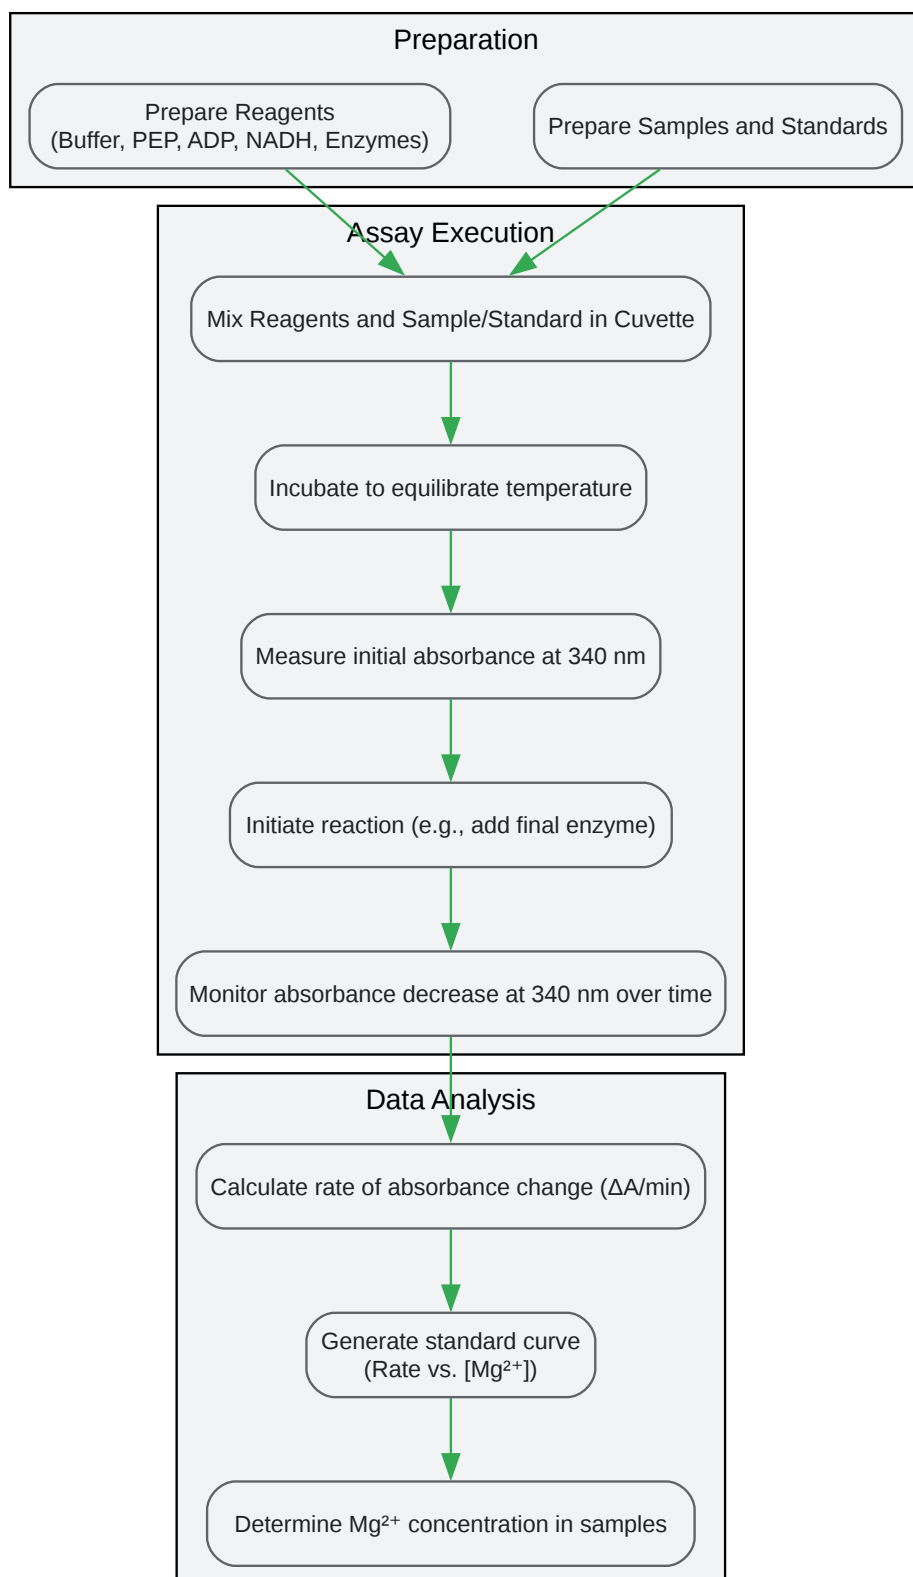 Preparation
Prepare Reagents
(Buffer, PEP, ADP, NADH, Enzymes)
Prepare Samples and Standards
Assay Execution
Mix Reagents and Sample/Standard in Cuvette
Incubate to equilibrate temperature
Measure initial absorbance at 340 nm
Initiate reaction (e.g., add final enzyme)
Monitor absorbance decrease at 340 nm over time
Data Analysis
Calculate rate of absorbance change (ΔA/min)
Generate standard curve
(Rate vs. [Mg²⁺])
Determine Mg²⁺ concentration in samples